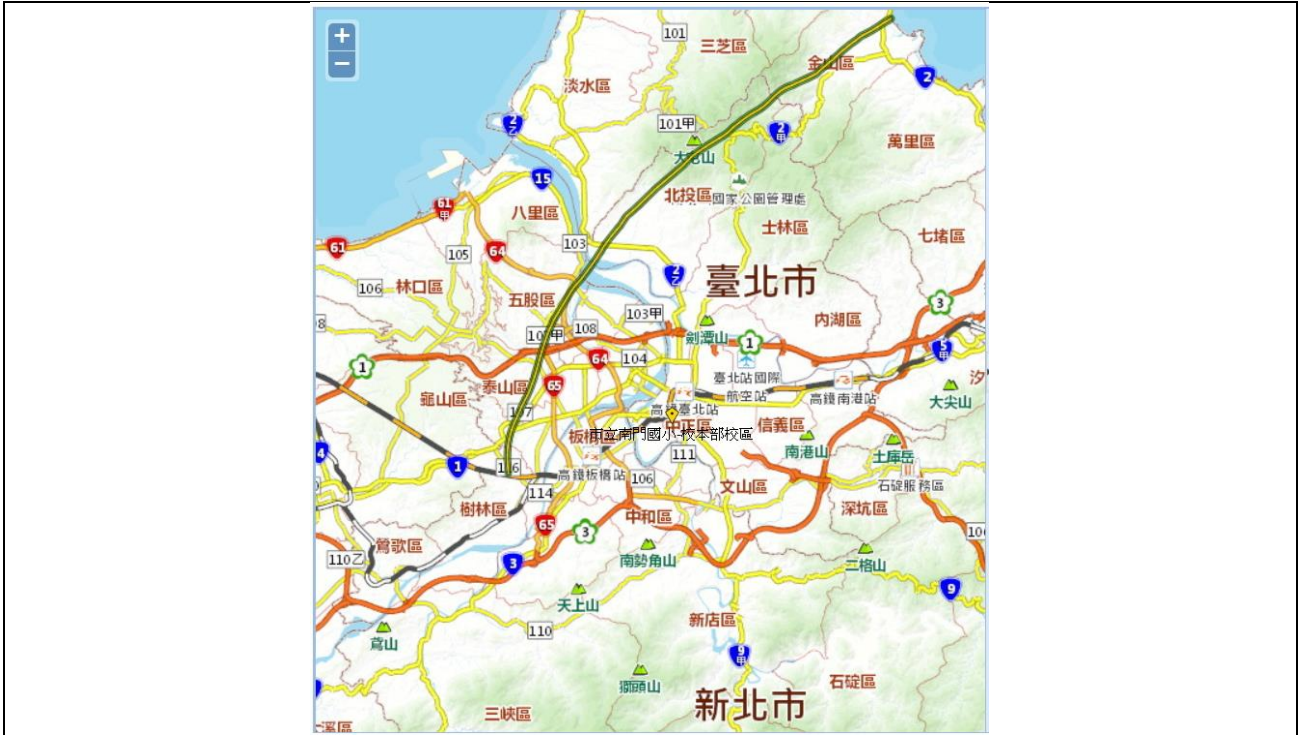 +
−
101
三芝區
金山區
淡水區
2
2
乙
101甲
2
甲
萬里區
大屯山
15
北投區
國家公園管理處
61
甲
八里區
士林區
七堵區
61
64
105
103
2
乙
臺北市
106
林口區
五股區
3
103甲
內湖區
108
劍潭山
1
5
甲
1
64
104
臺北站國際
航空站
汐
泰山區
65
高鐵南港站
龜山區
大尖山
107
高鐵臺北站
中正區
信義區
市立南門國小-校本部校區
板橋區
南港山
土庫岳
4
1
111
高鐵板橋站
106
石碇服務區
114
文山區
樹林區
65
中和區
深坑區
3
鶯歌區
110乙
3
南勢角山
二格山
9
天上山
新店區
110
鳶山
9
甲
獅頭山
石碇區
新北市
三峽區